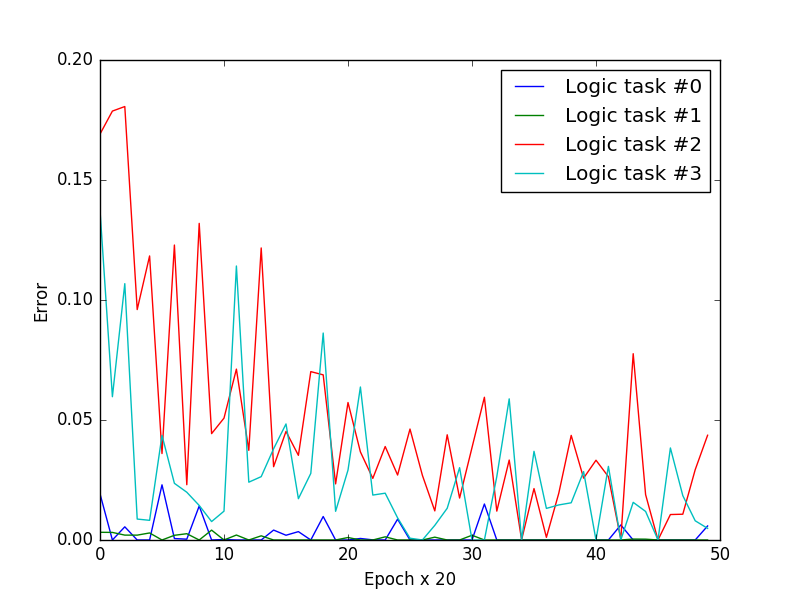 0.20
0.15
0.10
0.05
0.00
Error
0 10 20 30 40 50
Epoch x 20
Logic task #0
Logic task #1
Logic task #2
Logic task #3